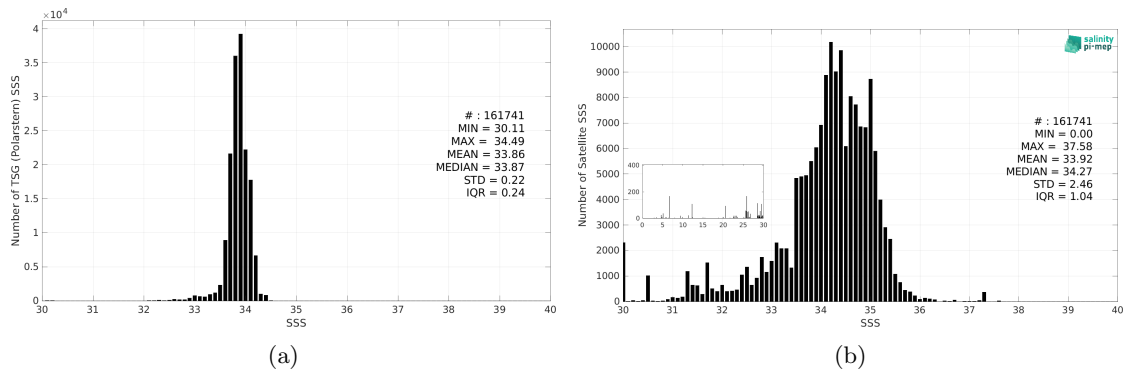 ×10⁴
4
3.5
3
2.5
2
1.5
1
0.5
0
Number of TSG (Polarstern) SSS
# : 161741
MIN = 30.11
MAX = 34.49
MEAN = 33.86
MEDIAN = 33.87
STD = 0.22
IQR = 0.24
30 31 32 33 34 35 36 37 38 39 40
SSS
(a)
salinity
pi-mep
10000
9000
8000
7000
6000
5000
4000
3000
2000
1000
0
Number of Satellite SSS
# : 161741
MIN = 0.00
MAX = 37.58
MEAN = 33.92
MEDIAN = 34.27
STD = 2.46
IQR = 1.04
400
200
0
0 5 10 15 20 25 30
30 31 32 33 34 35 36 37 38 39 40
SSS
(b)